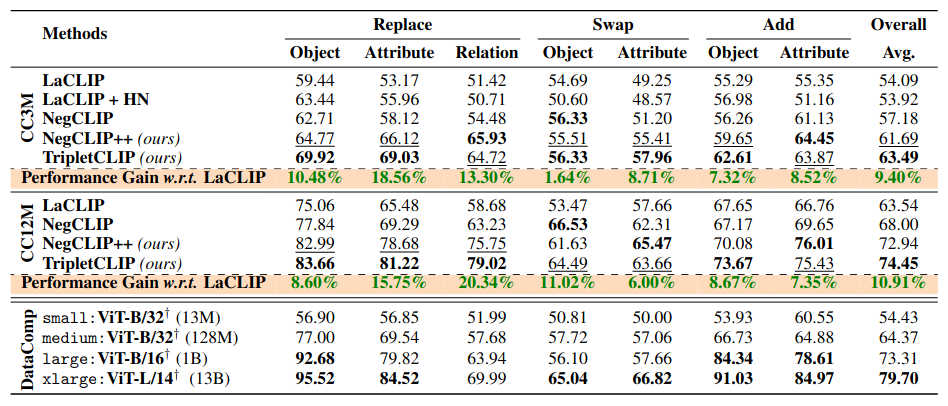 Methods Replace Swap Add Overall
Object Attribute Relation Object Attribute Object Attribute Avg.
CC3M
LaCLIP 59.44 53.17 51.42 54.69 49.25 55.29 55.35 54.09
LaCLIP + HN 63.44 55.96 50.71 50.60 48.57 56.98 51.16 53.92
NegCLIP 62.71 58.12 54.48 56.33 51.20 56.26 61.13 57.18
NegCLIP++ (ours) 64.77 66.12 65.93 55.51 55.41 59.65 64.45 61.69
TripletCLIP (ours) 69.92 69.03 64.72 56.33 57.96 62.61 63.87 63.49
Performance Gain w.r.t. LaCLIP 10.48% 18.56% 13.30% 1.64% 8.71% 7.32% 8.52% 9.40%
CC12M
LaCLIP 75.06 65.48 58.68 53.47 57.66 67.65 66.76 63.54
NegCLIP 77.84 69.29 63.23 66.53 62.31 67.17 69.65 68.00
NegCLIP++ (ours) 82.99 78.68 75.75 61.63 65.47 70.08 76.01 72.94
TripletCLIP (ours) 83.66 81.22 79.02 64.49 63.66 73.67 75.43 74.45
Performance Gain w.r.t. LaCLIP 8.60% 15.75% 20.34% 11.02% 6.00% 8.67% 7.35% 10.91%
DataComp
small: ViT-B/32† (13M) 56.90 56.85 51.99 50.81 50.00 53.93 60.55 54.43
medium: ViT-B/32† (128M) 77.00 69.54 57.68 57.72 57.06 66.73 64.88 64.37
large: ViT-B/16† (1B) 92.68 79.82 63.94 56.10 57.66 84.34 78.61 73.31
xlarge: ViT-L/14† (13B) 95.52 84.52 69.99 65.04 66.82 91.03 84.97 79.70